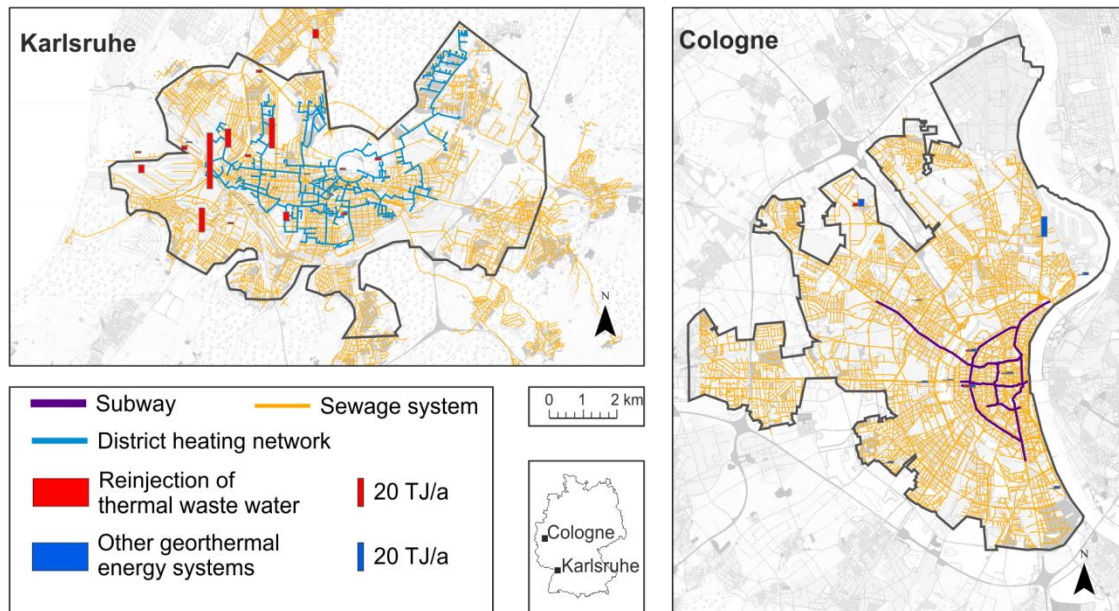 Karlsruhe
N
Cologne
N
Subway
Sewage system
District heating network
Reinjection of
thermal waste water
20 TJ/a
Other georthermal
energy systems
20 TJ/a
0 1 2 km
Cologne
Karlsruhe